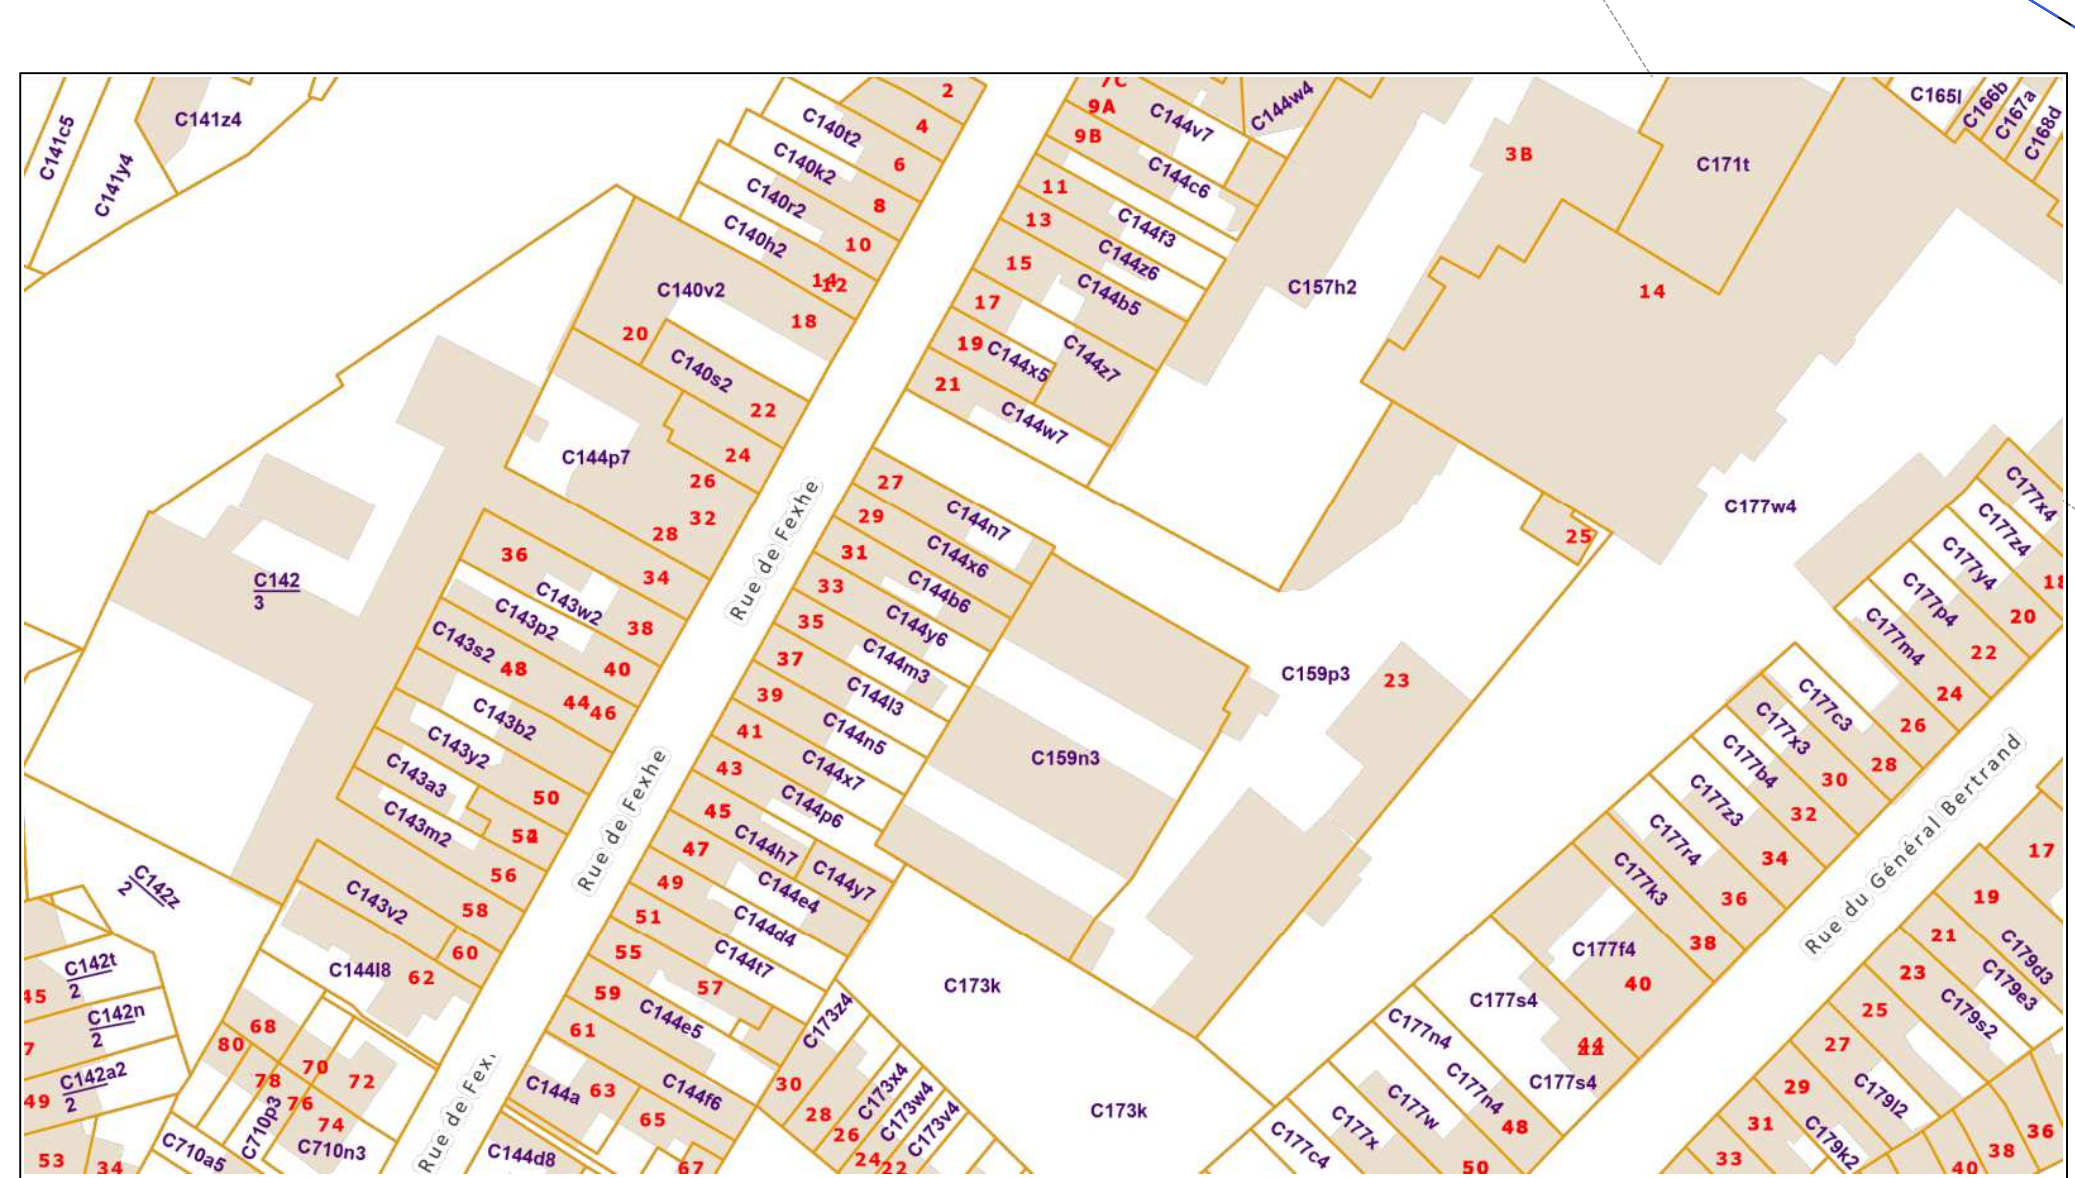 2
7C
C141z4
C141c5
C141y4
C140t2
4
9A
C144v7
C144w4
C165l
C166b
C167a
C168d
C140k2
6
9B
3B
C171t
C140r2
8
C144c6
11
C140h2
10
13
C144f3
12
15
C144z6
C157h2
14
C140v2
18
17
C144b5
20
C140s2
19
C144x5
C144z7
22
21
C144w7
C144p7
24
26
27
C144n7
C177w4
C177x4
32
28
29
C144x6
25
C177z4
36
34
31
C144b6
C177y4
C142
3
Rue de Fexhe
33
C177p4
20
C143w2
38
C143p2
35
C144y6
C177m4
22
C143s2
48
40
37
C144m3
C159p3
23
24
44
46
39
C144l3
C177c3
26
C143b2
41
C144n5
C177x3
28
C143y2
43
C144x7
C159n3
C177b4
30
C143a3
50
45
C144p6
C177z3
32
C143m2
Rue de Fexhe
C144h7
C177r4
34
Rue du Général Bertrand
17
56
47
C144y7
C177k3
36
19
C142z
2
C143v2
58
49
C144e4
38
21
C179d3
60
51
C144d4
C177f4
40
23
C179e3
C142t
2
C144l8
62
55
C144t7
C173k
C177s4
25
C179s2
45
57
59
C144e5
C173z4
C177n4
27
C142n
2
68
61
C177s4
29
C179l2
7
80
70
72
C144a
63
C144f6
30
C173x4
C173k
C177n4
C177w
C142a2
2
78
76
74
65
28
C173w4
C173v4
C177x
48
31
36
49
C710p3
26
C177c4
C179k2
38
53
34
C710a5
C710n3
Rue de Fex
C144d8
67
24
22
50
33
40